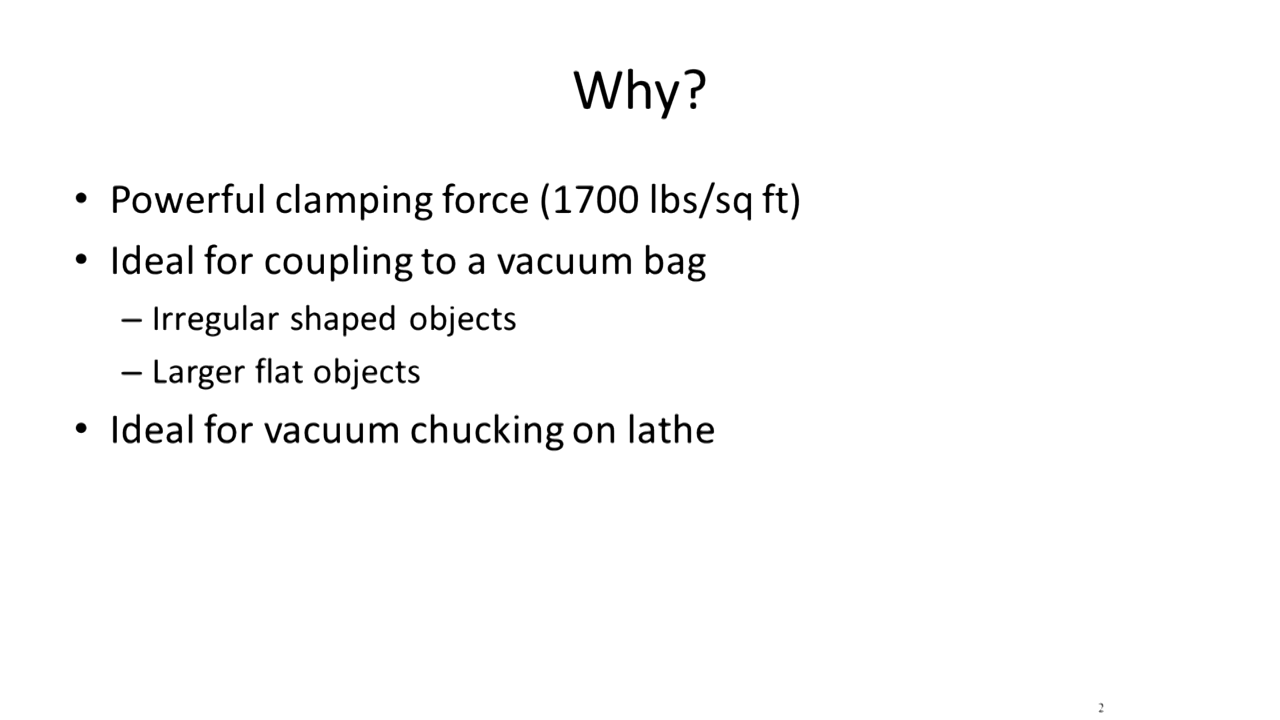 Why?
• Powerful clamping force (1700 lbs/sq ft)
• Ideal for coupling to a vacuum bag
– Irregular shaped objects
– Larger flat objects
• Ideal for vacuum chucking on lathe
2